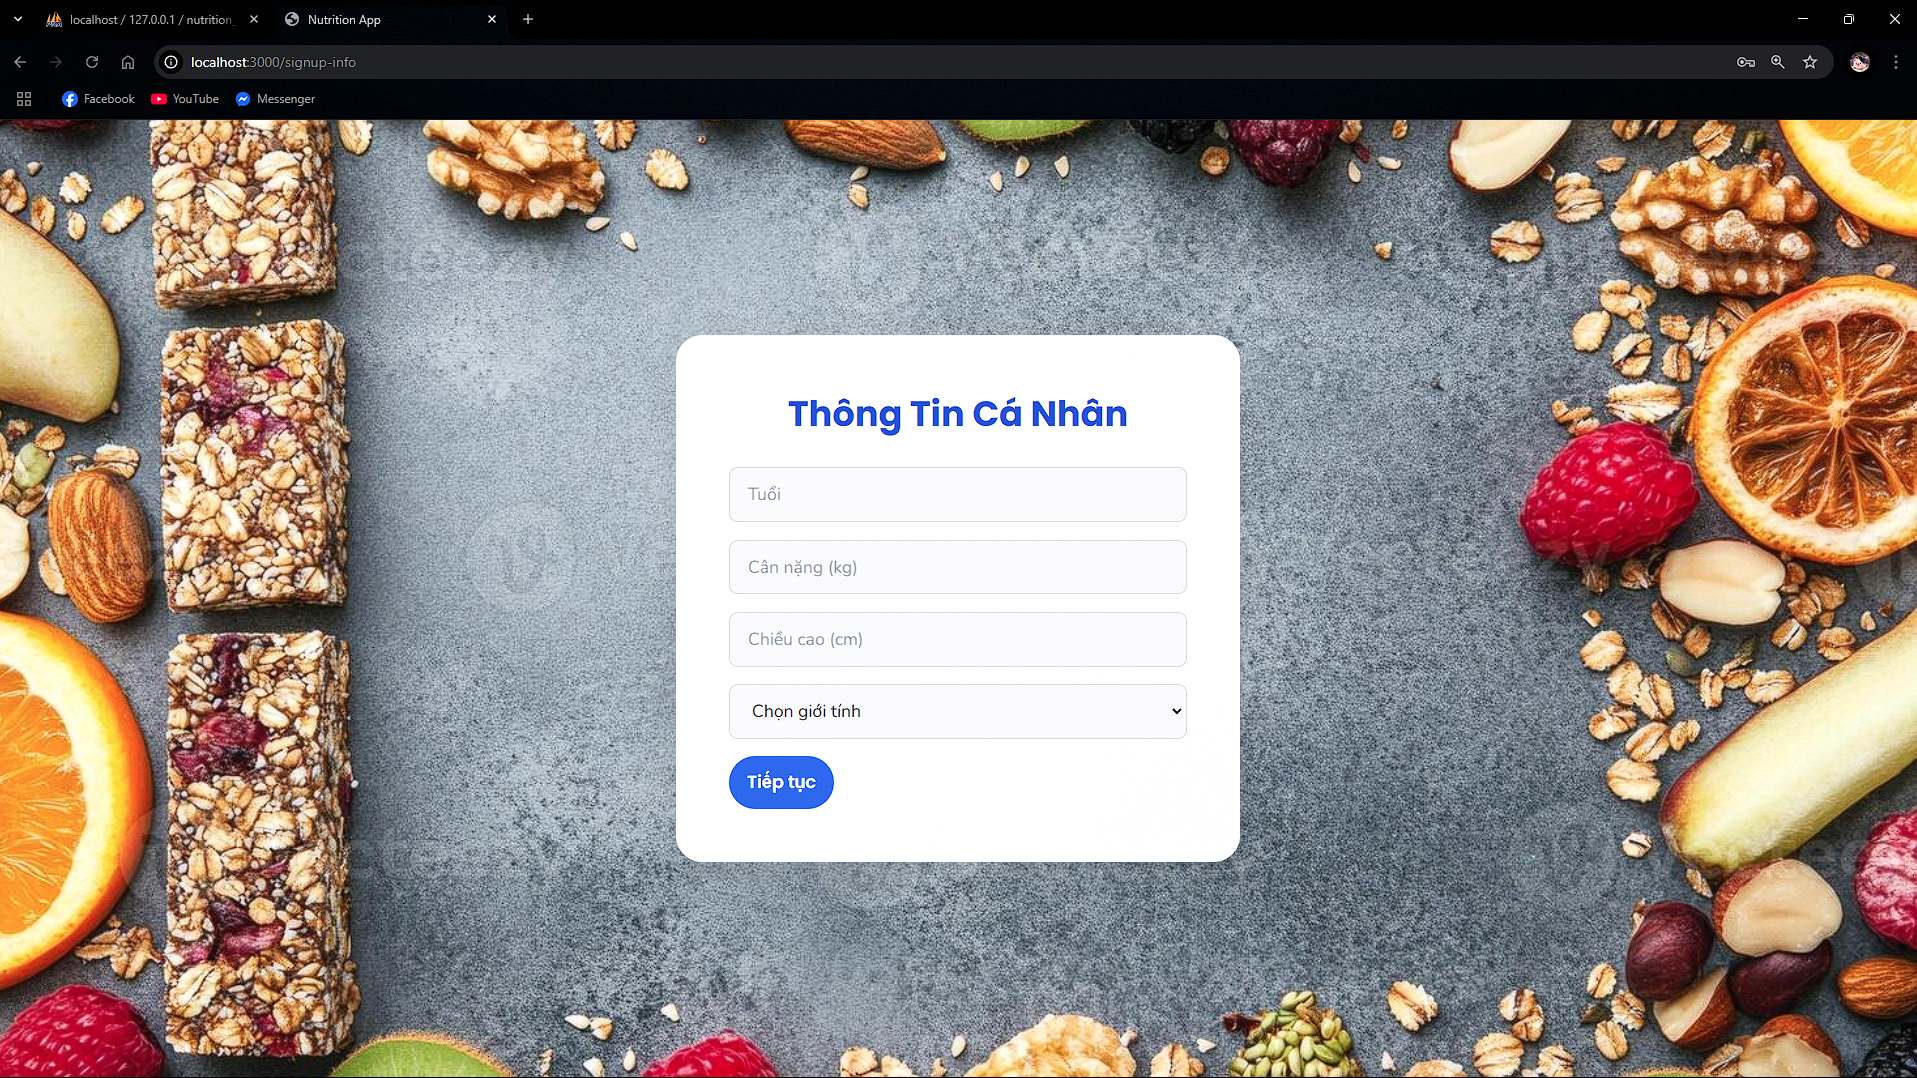 localhost / 127.0.0.1 / nutrition_
Nutrition App
localhost:3000/signup-info
Facebook
YouTube
Messenger
Thông Tin Cá Nhân
Tuổi
Cân nặng (kg)
Chiều cao (cm)
Chọn giới tính
Tiếp tục